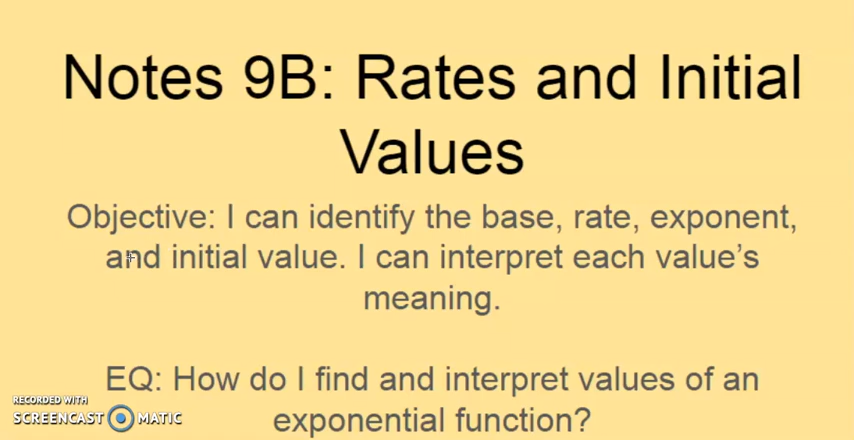 Notes 9B: Rates and Initial
Values
Objective: I can identify the base, rate, exponent,
and initial value. I can interpret each value’s
meaning.
EQ: How do I find and interpret values of an
exponential function?
RECORDED WITH
SCREENCAST MATIC